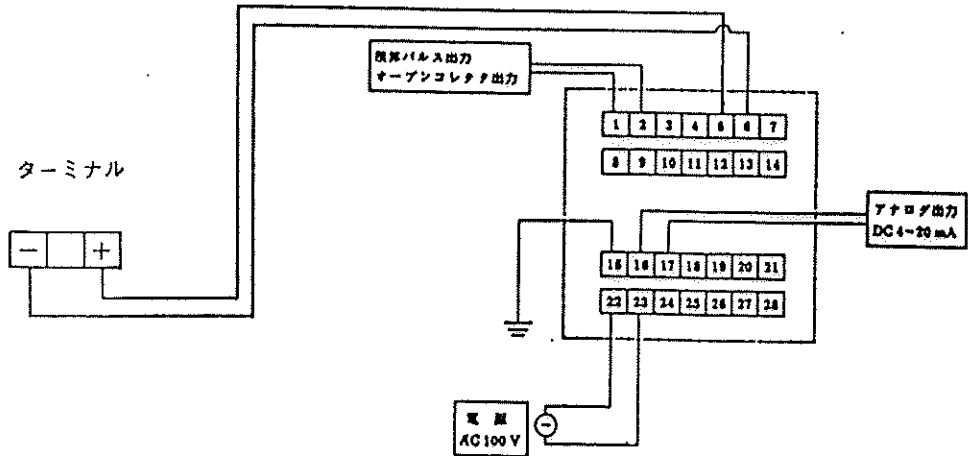 積算パルス出力
オープンコレクタ出力
1 2 3 4 5 6 7
8 9 10 11 12 13 14
ターミナル
− +
アナログ出力
DC 4~20 mA
15 16 17 18 19 20 21
22 23 24 25 26 27 28
電源
AC 100 V